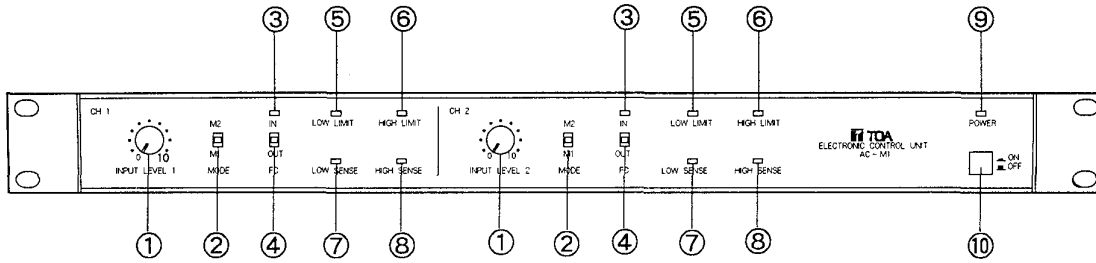 ③ ⑤ ⑥ ③ ⑤ ⑥ ⑨
CH 1
M2
IN
LOW LIMIT
HIGH LIMIT
0 10
INPUT LEVEL 1
M1
MODE
OUT
FC
LOW SENSE
HIGH SENSE
CH 2
M2
IN
LOW LIMIT
HIGH LIMIT
0 10
INPUT LEVEL 2
M1
MODE
OUT
FC
LOW SENSE
HIGH SENSE
TOA
ELECTRONIC CONTROL UNIT
AC-M1
POWER
ON
OFF
① ② ④ ⑦ ⑧ ① ② ④ ⑦ ⑧ ⑩